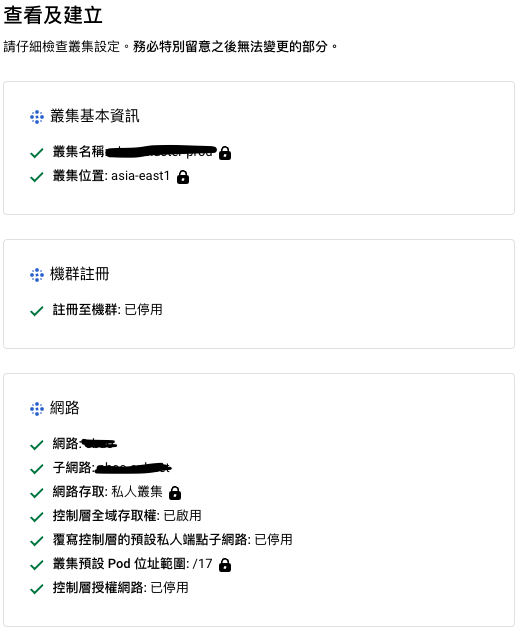 查看及建立
請仔細檢查叢集設定。務必特別留意之後無法變更的部分。
叢集基本資訊
叢集名稱
叢集位置: asia-east1
機群註冊
註冊至機群: 已停用
網路
網路:
子網路:
網路存取: 私人叢集
控制層全域存取權: 已啟用
覆寫控制層的預設私人端點子網路: 已停用
叢集預設 Pod 位址範圍: /17
控制層授權網路: 已停用